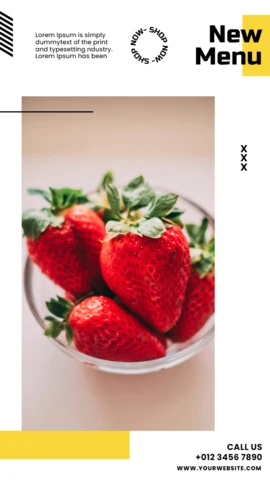 Lorem Ipsum is simply
dummytext of the print
and typesetting ndustry.
Lorem Ipsum has been
SHOP NOW- SHOP NOW-
New
Menu
X
X
X
CALL US
+012 3456 7890
WWW.YOURWEBSITE.COM